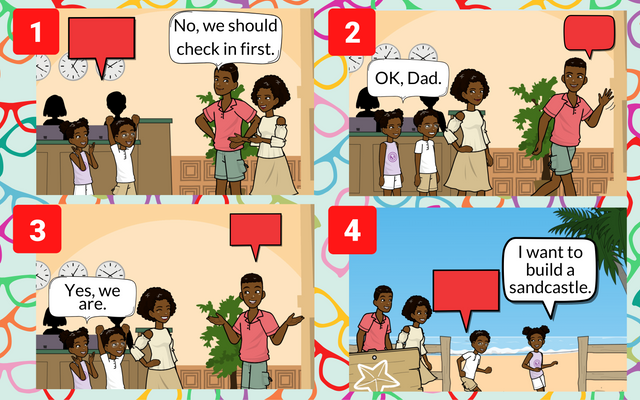 1
No, we should
check in first.
2
OK, Dad.
3
Yes, we
are.
4
I want to
build a
sandcastle.